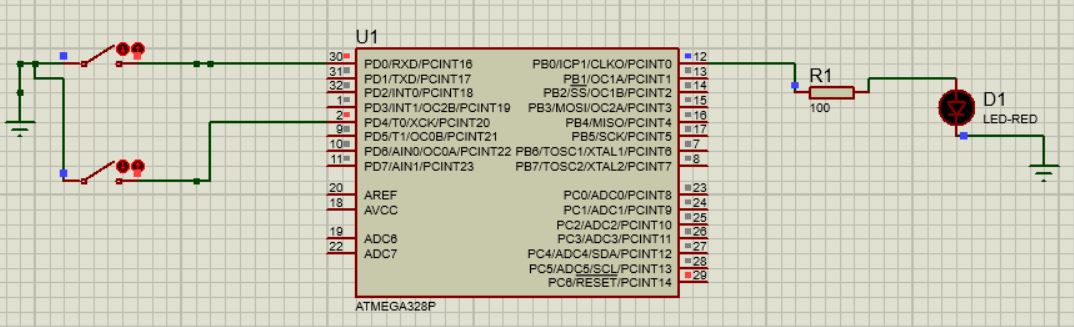 U1
30 PD0/RXD/PCINT16 PB0/ICP1/CLKO/PCINT0 12
31 PD1/TXD/PCINT17 PB1/OC1A/PCINT1 13
32 PD2/INT0/PCINT18 PB2/SS/OC1B/PCINT2 14
1 PD3/INT1/OC2B/PCINT19 PB3/MOSI/OC2A/PCINT3 15
2 PD4/T0/XCK/PCINT20 PB4/MISO/PCINT4 16
9 PD5/T1/OC0B/PCINT21 PB5/SCK/PCINT5 17
10 PD6/AIN0/OC0A/PCINT22 PB6/TOSC1/XTAL1/PCINT6 7
11 PD7/AIN1/PCINT23 PB7/TOSC2/XTAL2/PCINT7 8
20 AREF PC0/ADC0/PCINT8 23
18 AVCC PC1/ADC1/PCINT9 24
PC2/ADC2/PCINT10 25
19 ADC6 PC3/ADC3/PCINT11 26
22 ADC7 PC4/ADC4/SDA/PCINT12 27
PC5/ADC5/SCL/PCINT13 28
PC6/RESET/PCINT14 29
ATMEGA328P
R1
100
D1
LED-RED